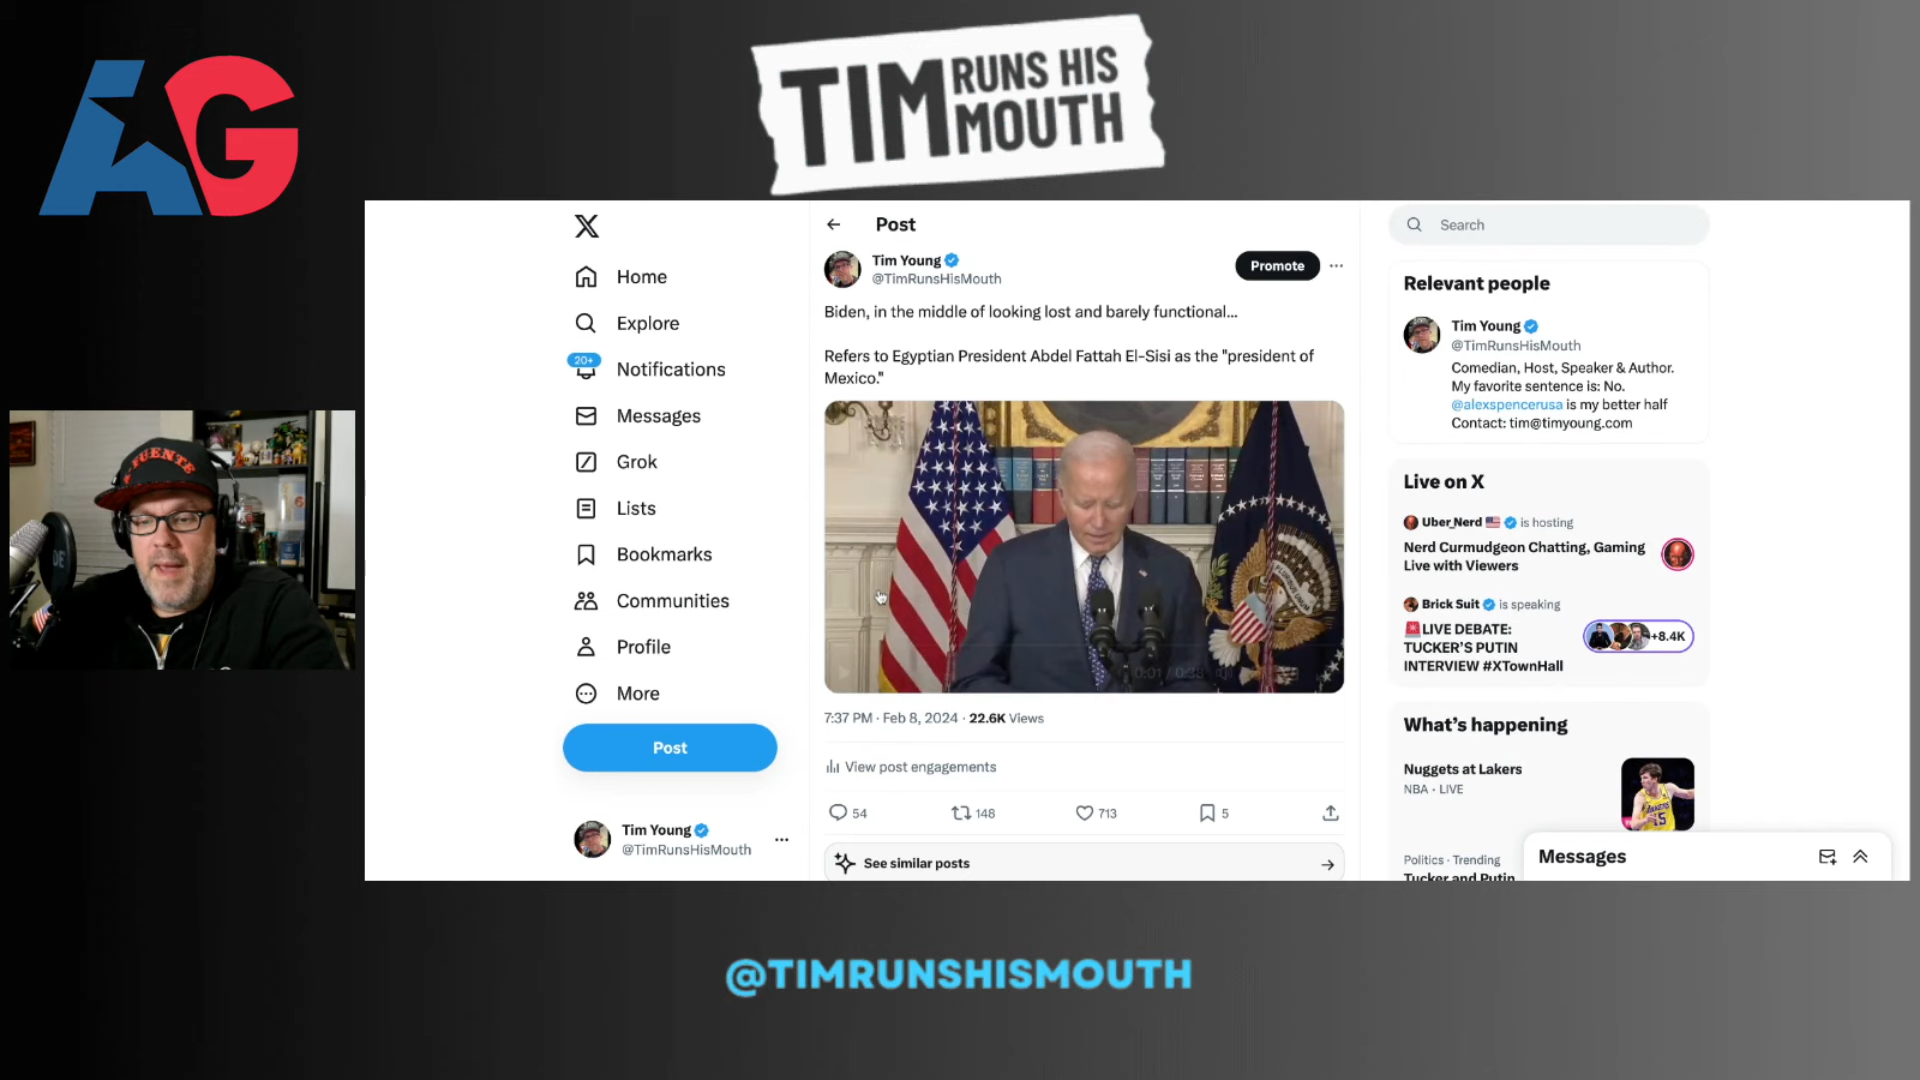 AG
TIM RUNS HIS
MOUTH
Post
Search
Tim Young
@TimRunsHisMouth
Promote
Home
Explore
20+
Notifications
Messages
Grok
Lists
Bookmarks
Communities
Profile
More
Post
Tim Young
@TimRunsHisMouth
Biden, in the middle of looking lost and barely functional...
Refers to Egyptian President Abdel Fattah El-Sisi as the "president of
Mexico."
FUENTE
7:37 PM · Feb 8, 2024 · 22.6K Views
View post engagements
54
148
713
5
See similar posts
Relevant people
Tim Young
@TimRunsHisMouth
Comedian, Host, Speaker & Author.
My favorite sentence is: No.
@alexspencerusa is my better half
Contact: tim@timyoung.com
Live on X
Uber_Nerd is hosting
Nerd Curmudgeon Chatting, Gaming
Live with Viewers
Brick Suit is speaking
LIVE DEBATE:
TUCKER'S PUTIN
INTERVIEW #XTownHall
+8.4K
What's happening
Nuggets at Lakers
NBA · LIVE
Politics · Trending
Tucker and Putin
Messages
@TIMRUNSHISMOUTH